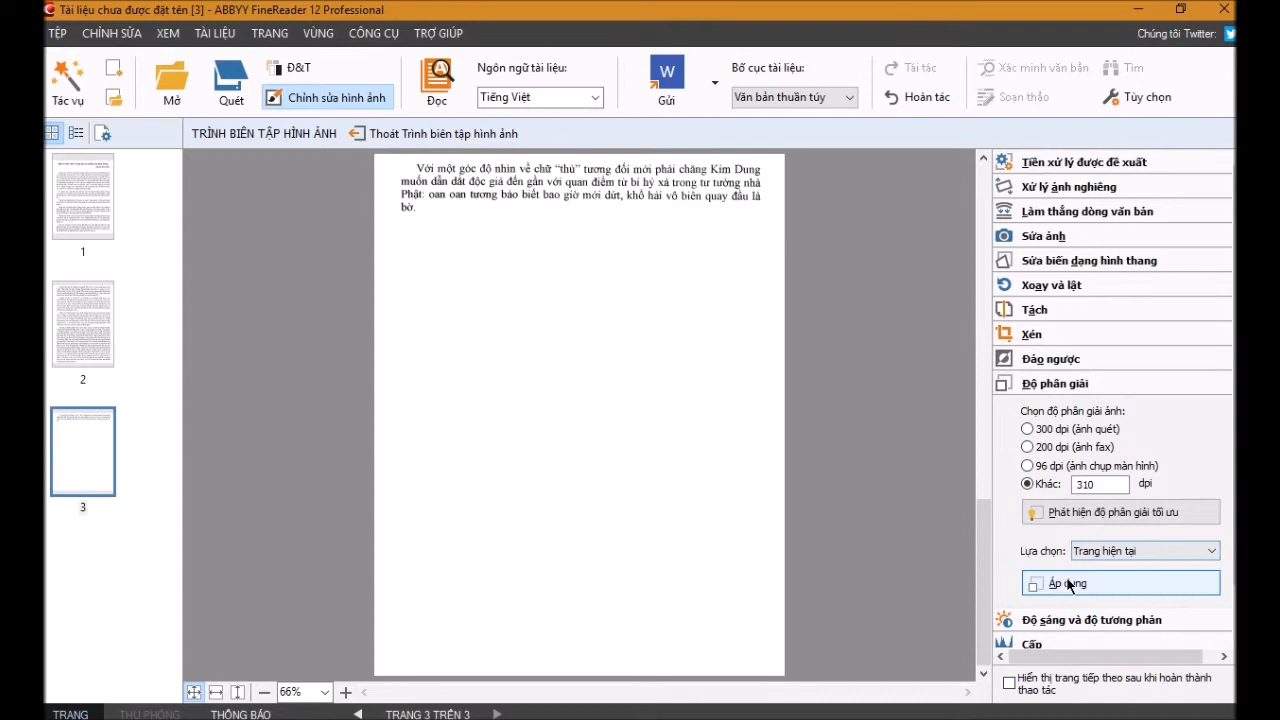 Tài liệu chưa được đặt tên [3] - ABBYY FineReader 12 Professional
TỆP CHỈNH SỬA XEM TÀI LIỆU TRANG VÙNG CÔNG CỤ TRỢ GIÚP Chúng tôi Twitter:
Tác vụ Mở Quét Đ&T Chỉnh sửa hình ảnh Đọc
Ngôn ngữ tài liệu: Tiếng Việt
Gửi Bố cục tài liệu: Văn bản thuần túy
Tái tác Hoàn tác
Xác minh văn bản Tìm
Soạn thảo Tùy chọn
TRÌNH BIÊN TẬP HÌNH ẢNH Thoát Trình biên tập hình ảnh
1
2
3
Với một góc độ nhìn về chữ "thù" tương đối mới phải chăng Kim Dung
muốn dẫn dắt độc giả đến gần với quan điểm từ bi hỷ xả trong tư tưởng nhà
Phật: oan oan tương báo biết bao giờ mới dứt, khổ hải vô biên quay đầu là
bờ.
Tiền xử lý được đề xuất
Xử lý ảnh nghiêng
Làm thẳng dòng văn bản
Sửa ảnh
Sửa biến dạng hình thang
Xoay và lật
Tách
Xén
Đảo ngược
Độ phân giải
Chọn độ phân giải ảnh:
300 dpi (ảnh quét)
200 dpi (ảnh fax)
96 dpi (ảnh chụp màn hình)
Khác: 310 dpi
Phát hiện độ phân giải tối ưu
Lựa chọn: Trang hiện tại
Áp dụng
Độ sáng và độ tương phản
Cấp
Hiển thị trang tiếp theo sau khi hoàn thành
thao tác
66%
TRANG THU PHÓNG THÔNG BÁO TRANG 3 TRÊN 3